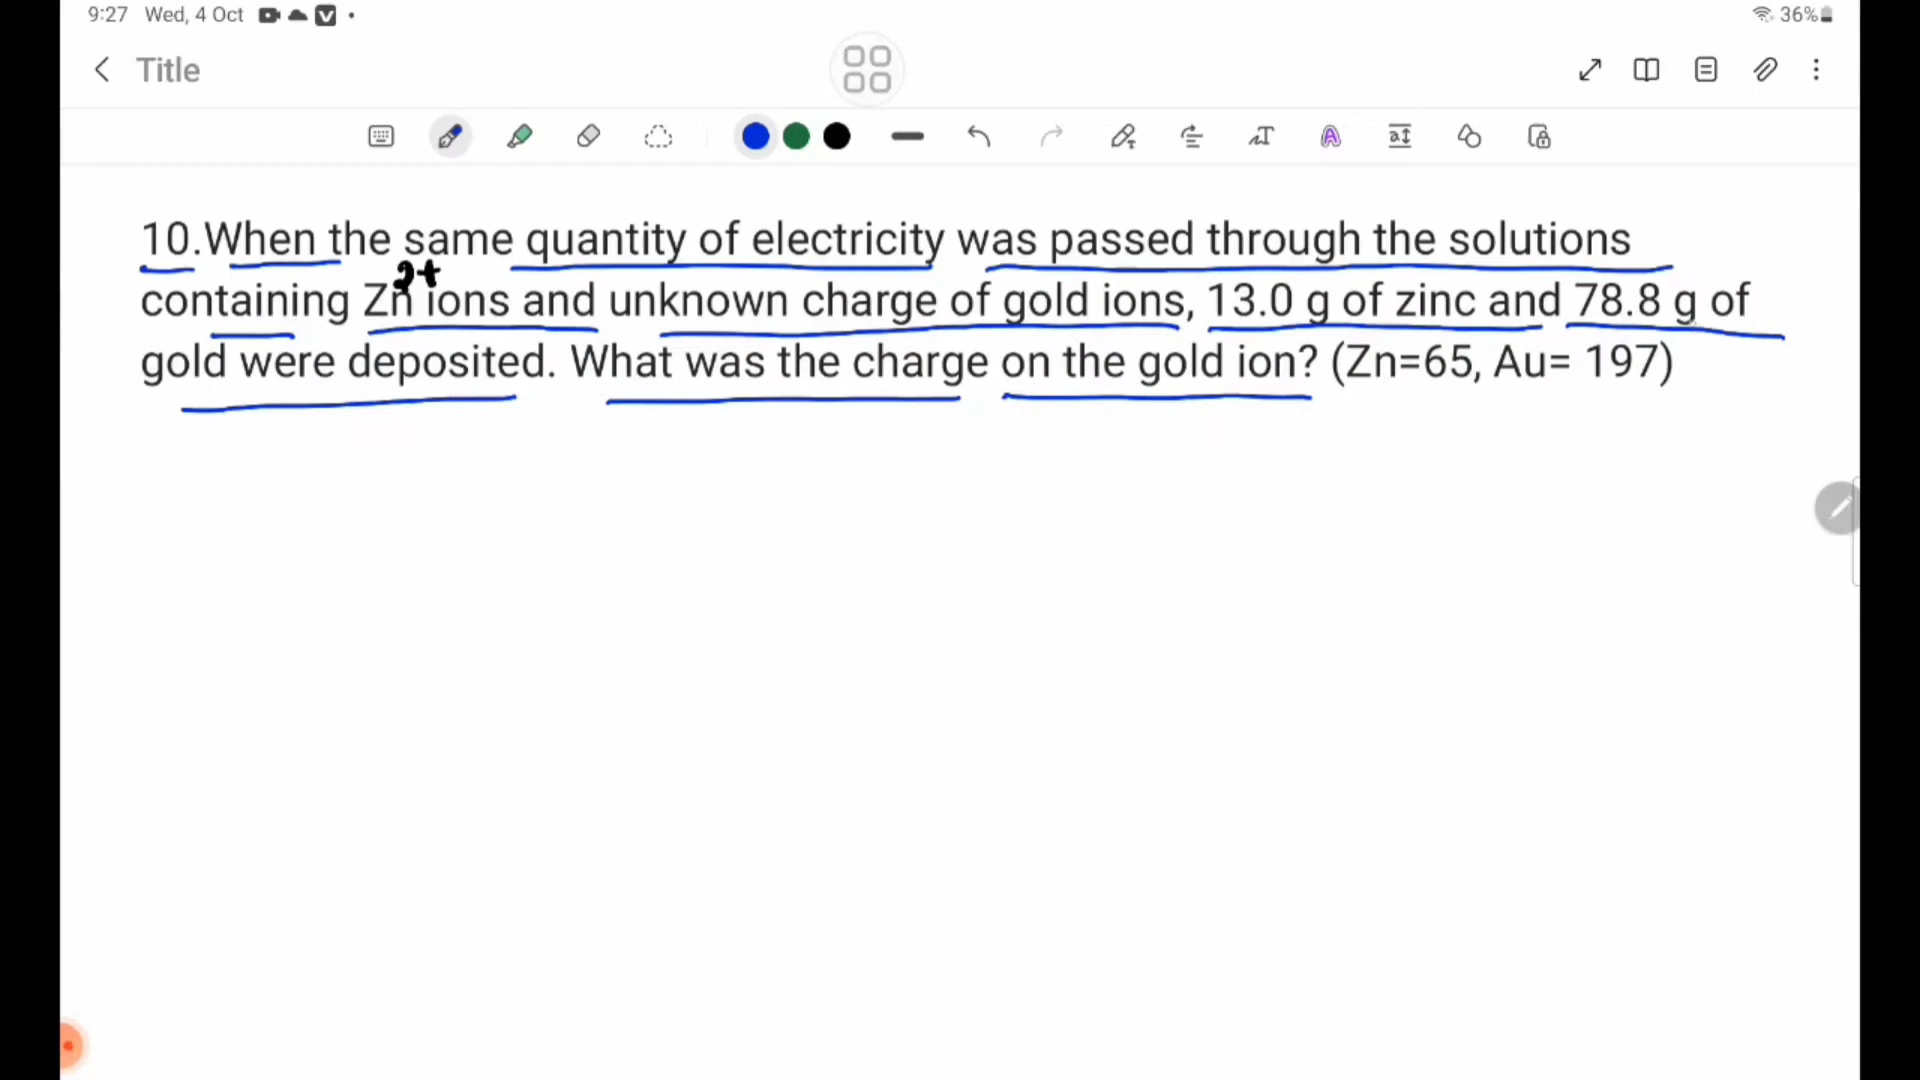 9:27 Wed, 4 Oct V 36%
Title
A aI
10.When the same quantity of electricity was passed through the solutions
2+
containing Zn ions and unknown charge of gold ions, 13.0 g of zinc and 78.8 g of
gold were deposited. What was the charge on the gold ion? (Zn=65, Au= 197)